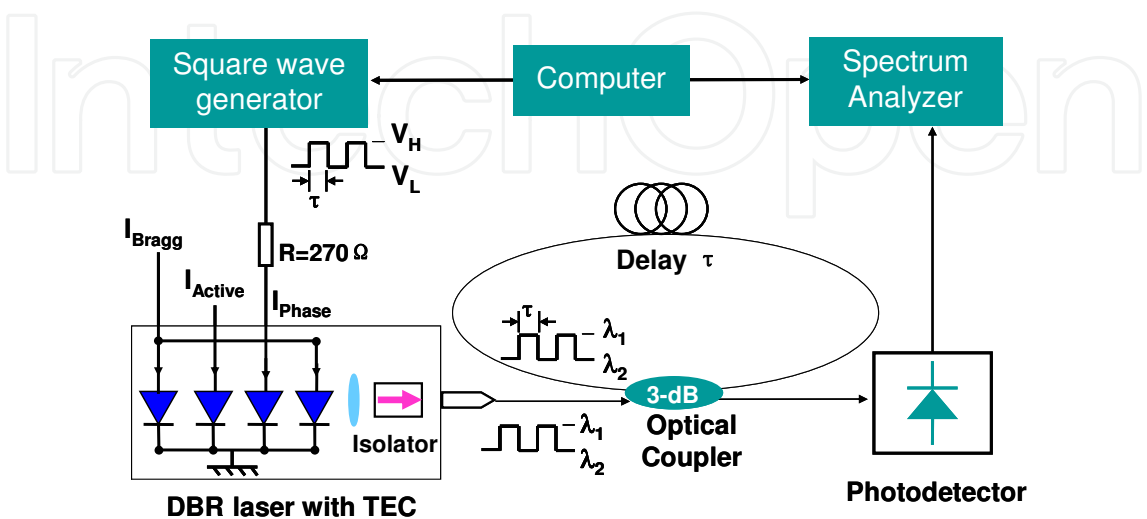 IntechOpen
Square wave
generator
Computer
Spectrum
Analyzer
V_H
V_L
τ
I_Bragg
R=270 Ω
I_Active
I_Phase
Delay τ
τ
λ_1
λ_2
3-dB
Optical
Coupler
λ_1
λ_2
Isolator
DBR laser with TEC
Photodetector